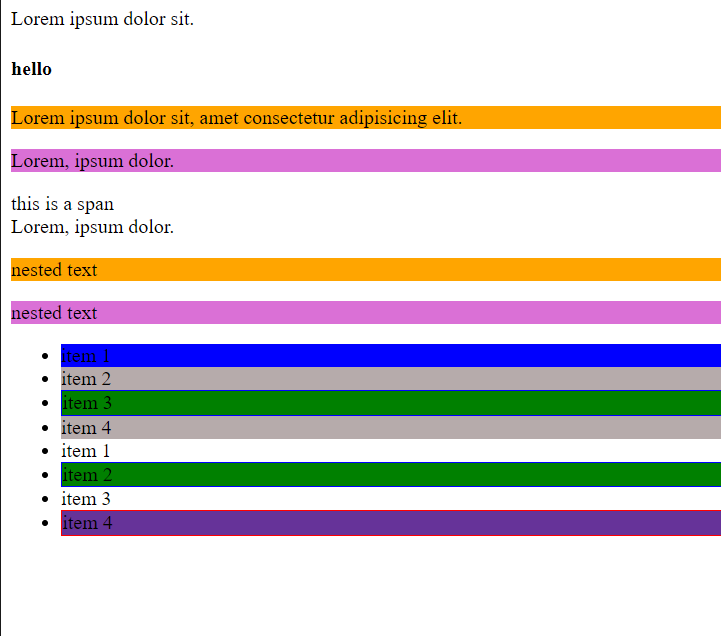 Lorem ipsum dolor sit.
hello
Lorem ipsum dolor sit, amet consectetur adipisicing elit.
Lorem, ipsum dolor.
this is a span
Lorem, ipsum dolor.
nested text
nested text
item 1
item 2
item 3
item 4
item 1
item 2
item 3
item 4